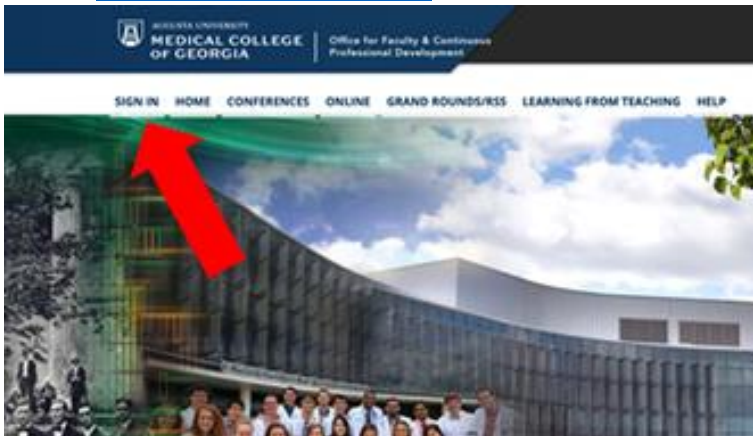 AUGUSTA UNIVERSITY
MEDICAL COLLEGE
OF GEORGIA
Office for Faculty & Continuous
Professional Development
SIGN IN HOME CONFERENCES ONLINE GRAND ROUNDS/RSS LEARNING FROM TEACHING HELP